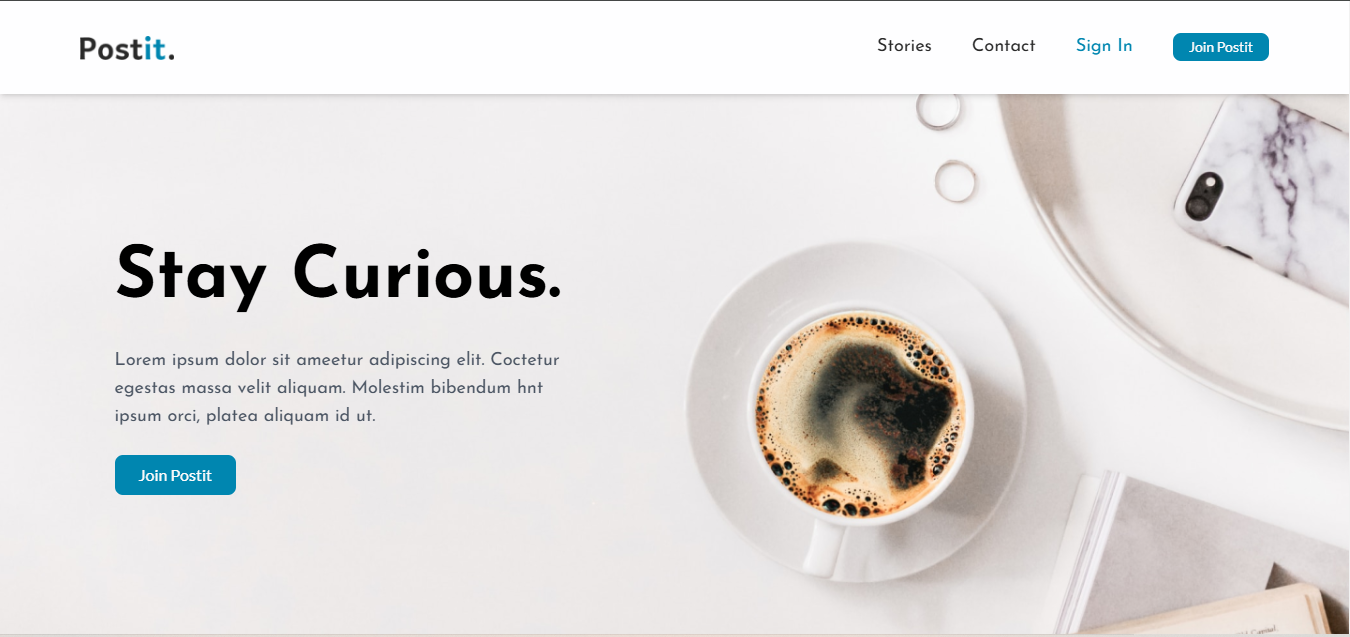 Postit.
Stories Contact Sign In Join Postit
Stay Curious.
Lorem ipsum dolor sit ameetur adipiscing elit. Coctetur
egestas massa velit aliquam. Molestim bibendum hnt
ipsum orci, platea aliquam id ut.
Join Postit